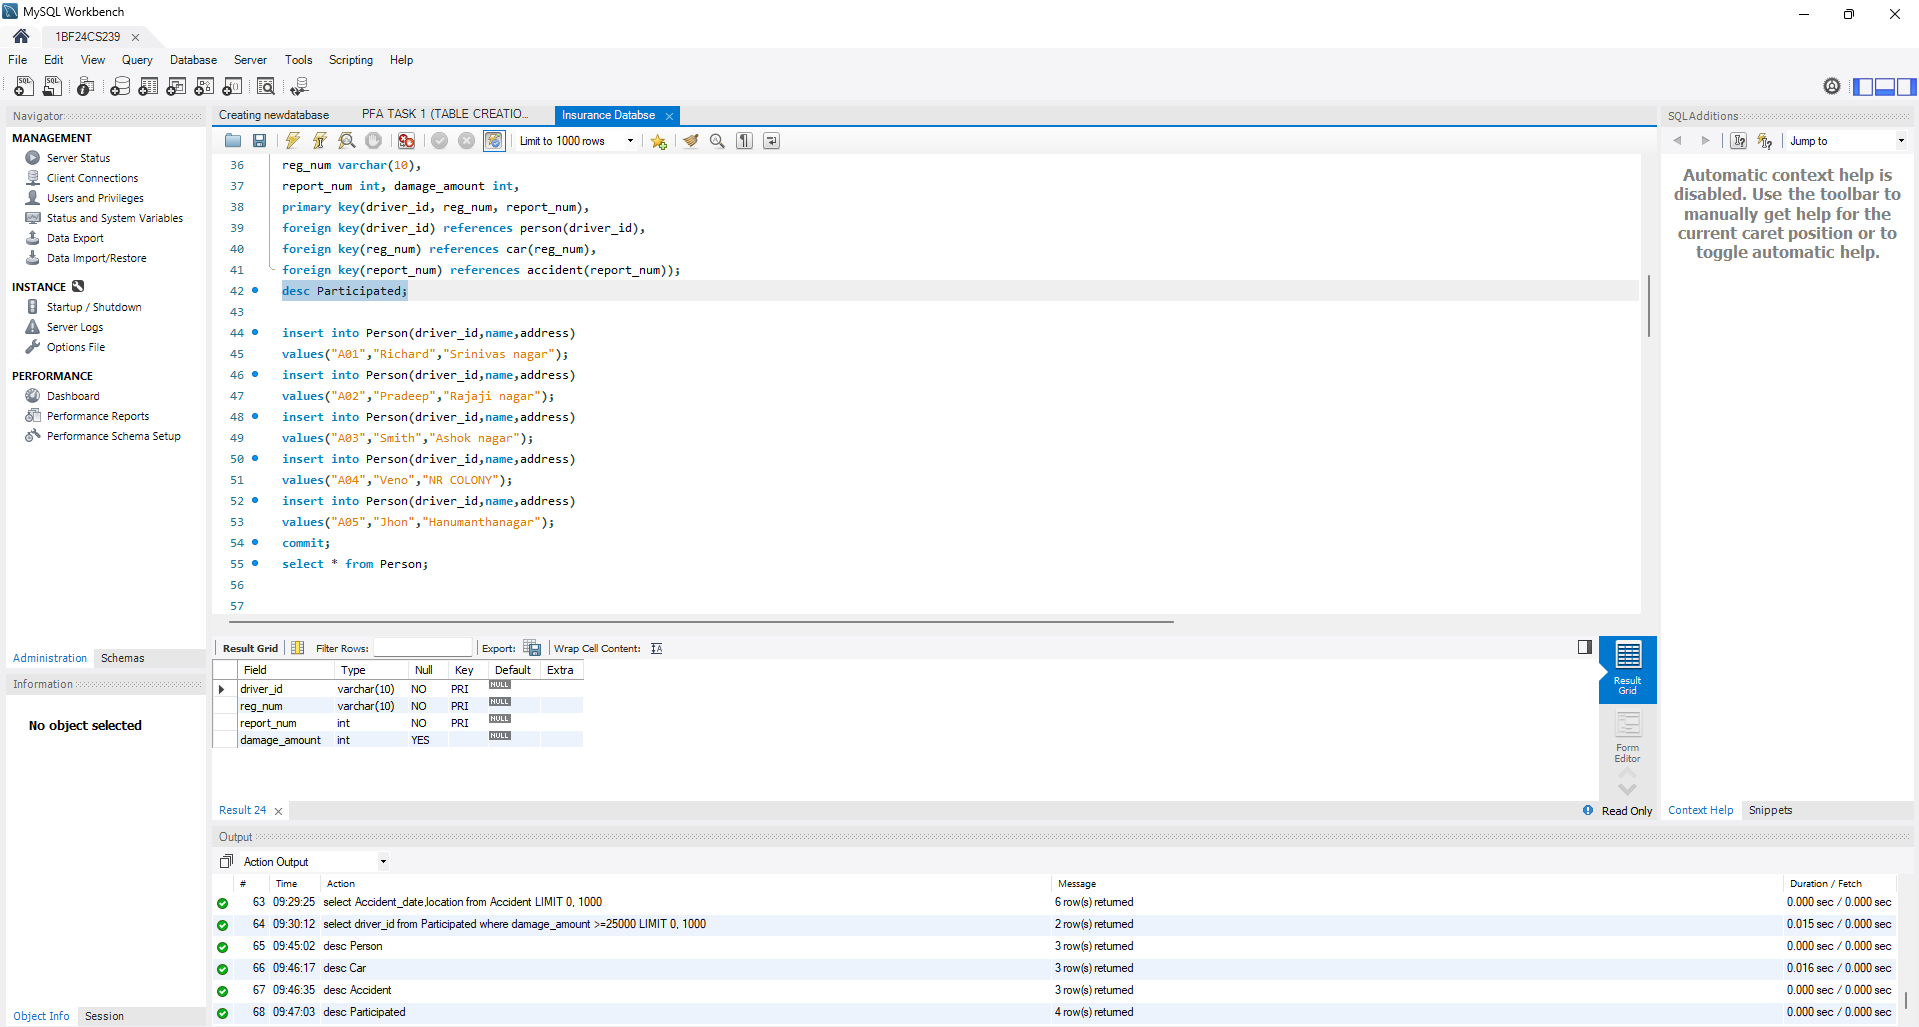 MySQL Workbench
1BF24CS239
File Edit View Query Database Server Tools Scripting Help
Navigator
MANAGEMENT
Server Status
Client Connections
Users and Privileges
Status and System Variables
Data Export
Data Import/Restore
INSTANCE
Startup / Shutdown
Server Logs
Options File
PERFORMANCE
Dashboard
Performance Reports
Performance Schema Setup
Administration Schemas
Information
No object selected
Object Info Session
Creating newdatabase PFA TASK 1 (TABLE CREATIO... Insurance Databse
Limit to 1000 rows
36 reg_num varchar(10),
37 report_num int, damage_amount int,
38 primary key(driver_id, reg_num, report_num),
39 foreign key(driver_id) references person(driver_id),
40 foreign key(reg_num) references car(reg_num),
41 foreign key(report_num) references accident(report_num));
42 desc Participated;
43
44 insert into Person(driver_id,name,address)
45 values("A01","Richard","Srinivas nagar");
46 insert into Person(driver_id,name,address)
47 values("A02","Pradeep","Rajaji nagar");
48 insert into Person(driver_id,name,address)
49 values("A03","Smith","Ashok nagar");
50 insert into Person(driver_id,name,address)
51 values("A04","Veno","NR COLONY");
52 insert into Person(driver_id,name,address)
53 values("A05","Jhon","Hanumanthanagar");
54 commit;
55 select * from Person;
56
57
Result Grid Filter Rows: Export: Wrap Cell Content:
Field Type Null Key Default Extra
driver_id varchar(10) NO PRI NULL
reg_num varchar(10) NO PRI NULL
report_num int NO PRI NULL
damage_amount int YES NULL
Result Grid
Form Editor
Result 24
Read Only
Output
Action Output
# Time Action Message Duration / Fetch
63 09:29:25 select Accident_date,location from Accident LIMIT 0, 1000 6 row(s) returned 0.000 sec / 0.000 sec
64 09:30:12 select driver_id from Participated where damage_amount >=25000 LIMIT 0, 1000 2 row(s) returned 0.015 sec / 0.000 sec
65 09:45:02 desc Person 3 row(s) returned 0.000 sec / 0.000 sec
66 09:46:17 desc Car 3 row(s) returned 0.016 sec / 0.000 sec
67 09:46:35 desc Accident 3 row(s) returned 0.000 sec / 0.000 sec
68 09:47:03 desc Participated 4 row(s) returned 0.000 sec / 0.000 sec
SQLAdditions
Jump to
Automatic context help is
disabled. Use the toolbar to
manually get help for the
current caret position or to
toggle automatic help.
Context Help Snippets